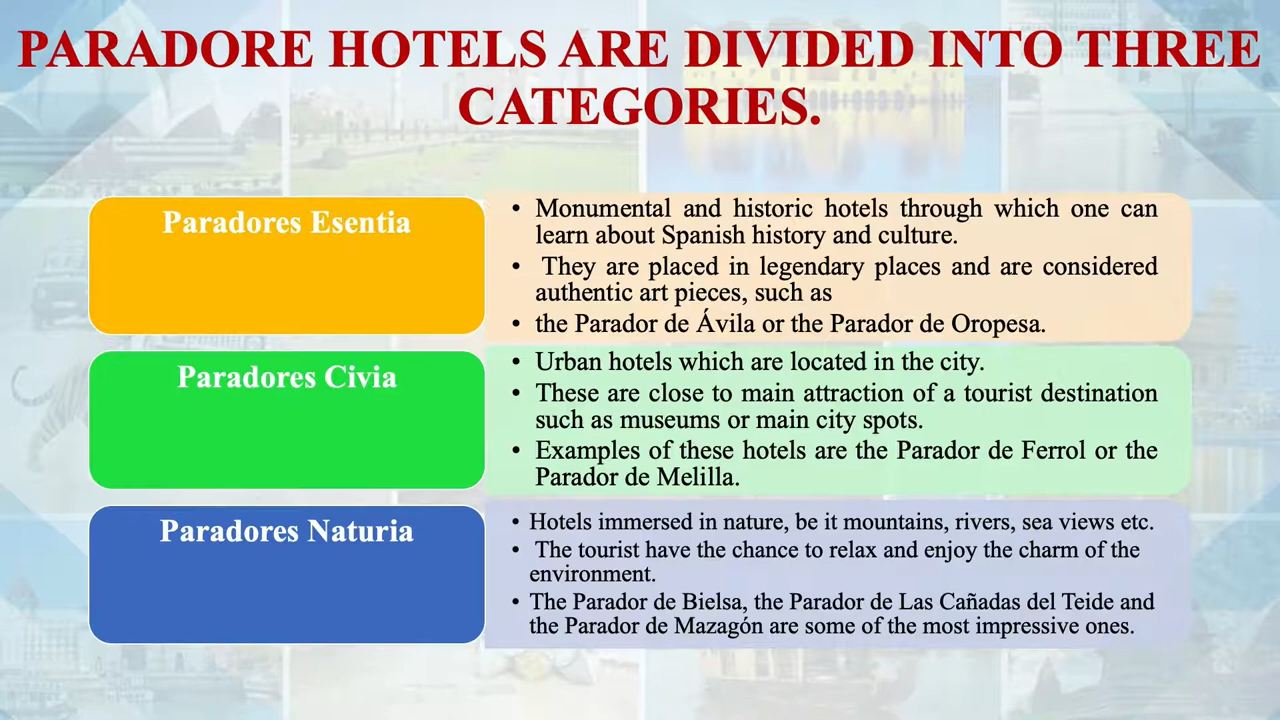 PARADORE HOTELS ARE DIVIDED INTO THREE
CATEGORIES.
Paradores Esentia
• Monumental and historic hotels through which one can
learn about Spanish history and culture.
• They are placed in legendary places and are considered
authentic art pieces, such as
• the Parador de Ávila or the Parador de Oropesa.
Paradores Civia
• Urban hotels which are located in the city.
• These are close to main attraction of a tourist destination
such as museums or main city spots.
• Examples of these hotels are the Parador de Ferrol or the
Parador de Melilla.
Paradores Naturia
• Hotels immersed in nature, be it mountains, rivers, sea views etc.
• The tourist have the chance to relax and enjoy the charm of the
environment.
• The Parador de Bielsa, the Parador de Las Cañadas del Teide and
the Parador de Mazagón are some of the most impressive ones.